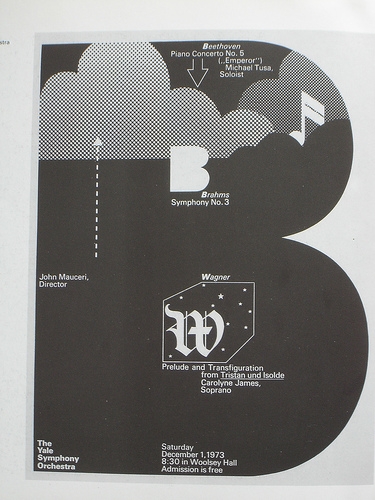 stra
Beethoven
Piano Concerto No. 5
(„Emperor")
Michael Tusa,
Soloist
B
Brahms
Symphony No. 3
John Mauceri,
Director
Wagner
W
Prelude and Transfiguration
from Tristan und Isolde
Carolyne James,
Soprano
The
Yale
Symphony
Orchestra
Saturday
December 1,1973
8:30 in Woolsey Hall
Admission is free